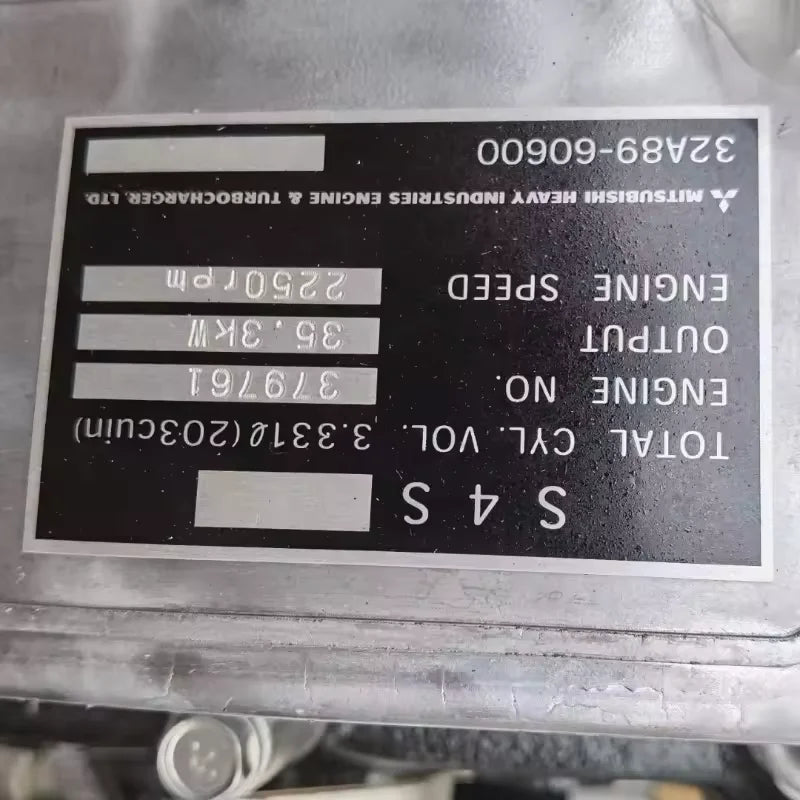 S4S
TOTAL CYL. VOL. 3.331ℓ(203cuin)
ENGINE NO. 379761
OUTPUT 35.3kW
ENGINE SPEED 2250rpm
MITSUBISHI HEAVY INDUSTRIES ENGINE & TURBOCHARGER, LTD.
32A89-60600